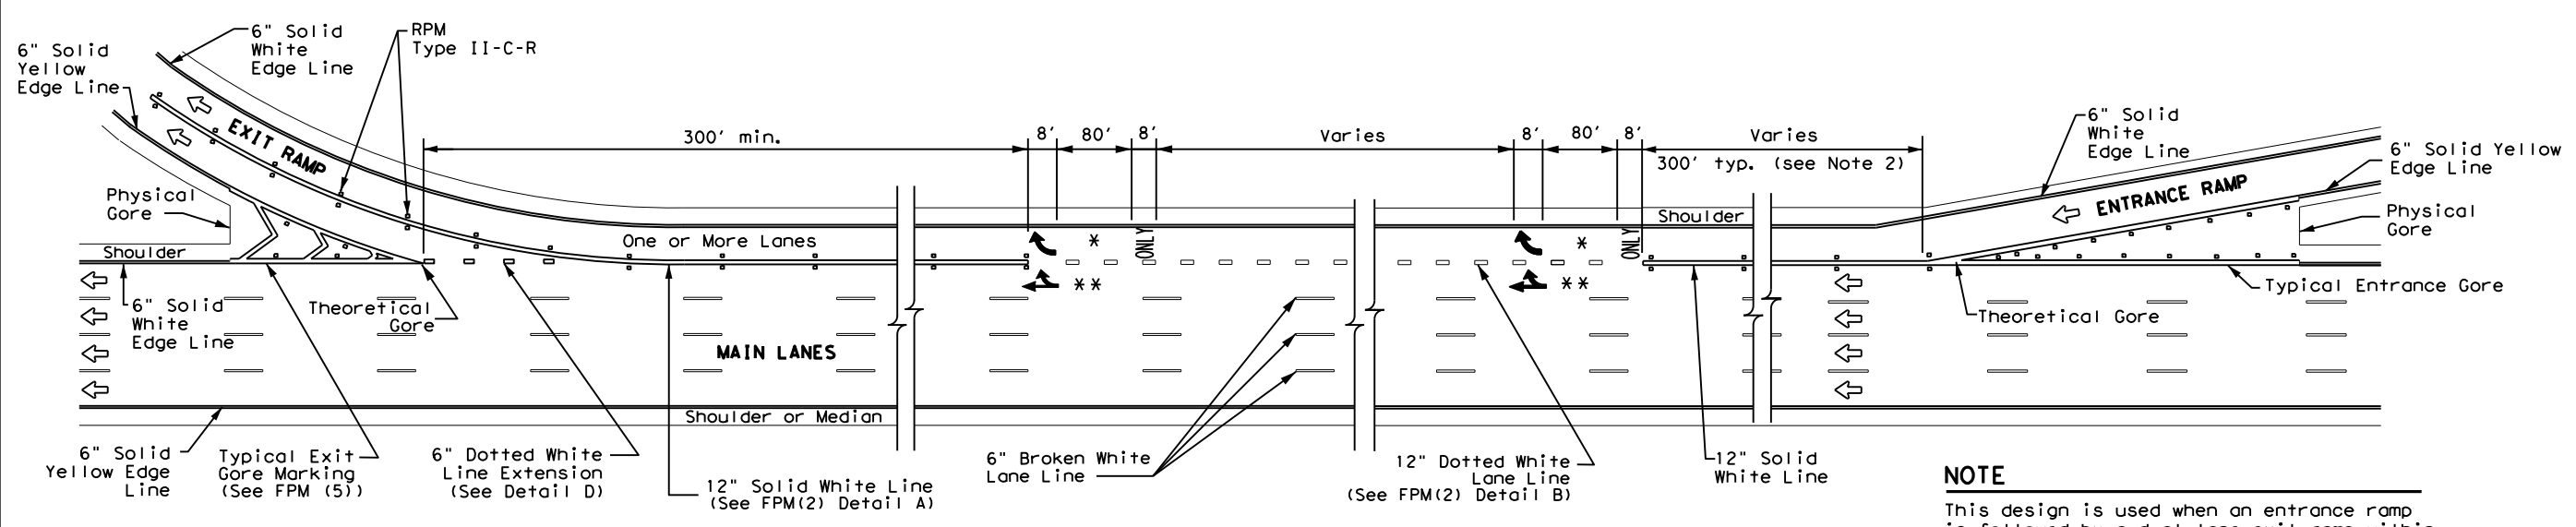 6" Solid
White
Edge Line
RPM
Type II-C-R
6" Solid
Yellow
Edge Line
EXIT RAMP
300' min.
8'
80'
8'
Varies
8'
80'
8'
Varies
300' typ. (see Note 2)
6" Solid
White
Edge Line
6" Solid Yellow
Edge Line
ENTRANCE RAMP
Physical
Gore
Physical
Gore
Shoulder
One or More Lanes
*
ONLY
*
ONLY
Shoulder
**
**
6" Solid
White
Edge Line
Theoretical
Gore
MAIN LANES
Typical Entrance Gore
Theoretical Gore
Shoulder or Median
6" Solid
Yellow Edge
Line
Typical Exit
Gore Marking
(See FPM (5))
6" Dotted White
Line Extension
(See Detail D)
12" Solid White Line
(See FPM(2) Detail A)
6" Broken White
Lane Line
12" Dotted White
Lane Line
(See FPM(2) Detail B)
12" Solid
White Line
NOTE
This design is used when an entrance ramp